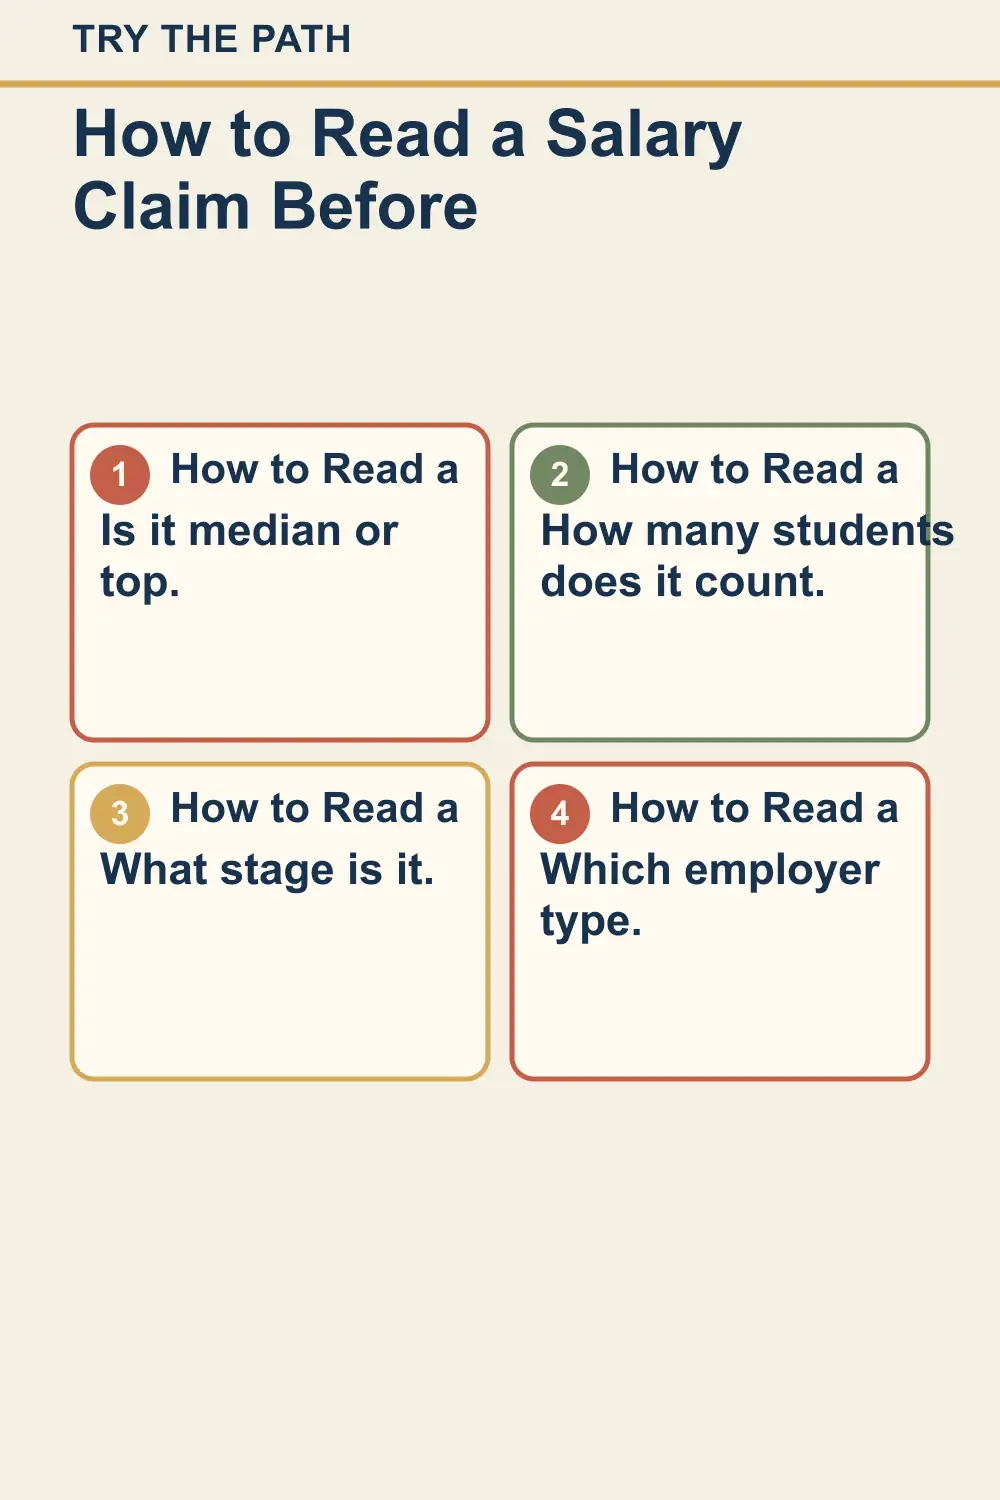 TRY THE PATH
How to Read a Salary
Claim Before
1
How to Read a
Is it median or
top.
2
How to Read a
How many students
does it count.
3
How to Read a
What stage is it.
4
How to Read a
Which employer
type.